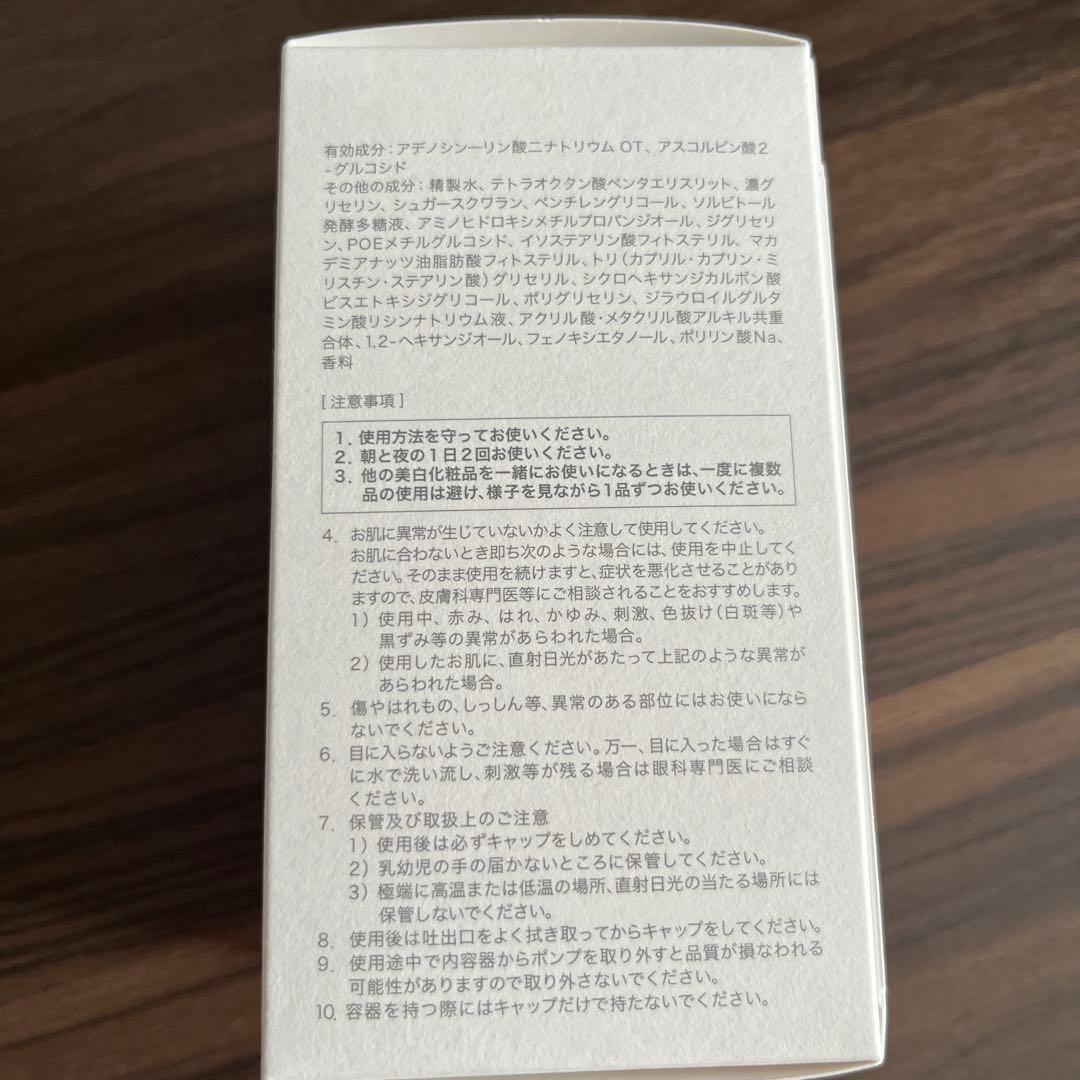 有効成分：アデノシン一リン酸二ナトリウム OT、アスコルビン酸2
-グルコシド
その他の成分：精製水、テトラオクタン酸ペンタエリスリット、濃グ
リセリン、シュガースクワラン、ペンチレングリコール、ソルビトール
発酵多糖液、アミノヒドロキシメチルプロパンジオール、ジグリセリ
ン、POEメチルグルコシド、イソステアリン酸フィトステリル、マカ
デミアナッツ油脂肪酸フィトステリル、トリ（カプリル・カプリン・ミ
リスチン・ステアリン酸）グリセリル、シクロヘキサンジカルボン酸
ビスエトキシジグリコール、ポリグリセリン、ジラウロイルグルタ
ミン酸リシンナトリウム液、アクリル酸・メタクリル酸アルキル共重
合体、1,2-ヘキサンジオール、フェノキシエタノール、ポリリン酸Na、
香料
[ 注意事項 ]
1. 使用方法を守ってお使いください。
2. 朝と夜の1日2回お使いください。
3. 他の美白化粧品を一緒にお使いになるときは、一度に複数
品の使用は避け、様子を見ながら1品ずつお使いください。
4. お肌に異常が生じていないかよく注意して使用してください。
お肌に合わないとき即ち次のような場合には、使用を中止してく
ださい。そのまま使用を続けますと、症状を悪化させることがあり
ますので、皮膚科専門医等にご相談されることをおすすめします。
1）使用中、赤み、はれ、かゆみ、刺激、色抜け（白斑等）や
黒ずみ等の異常があらわれた場合。
2）使用したお肌に、直射日光があたって上記のような異常が
あらわれた場合。
5. 傷やはれもの、しっしん等、異常のある部位にはお使いになら
ないでください。
6. 目に入らないようご注意ください。万一、目に入った場合はすぐ
に水で洗い流し、刺激等が残る場合は眼科専門医にご相談
ください。
7. 保管及び取扱上のご注意
1）使用後は必ずキャップをしめてください。
2）乳幼児の手の届かないところに保管してください。
3）極端に高温または低温の場所、直射日光の当たる場所には
保管しないでください。
8. 使用後は吐出口をよく拭き取ってからキャップをしてください。
9. 使用途中で内容器からポンプを取り外すと品質が損なわれる
可能性がありますので取り外さないでください。
10. 容器を持つ際にはキャップだけで持たないでください。